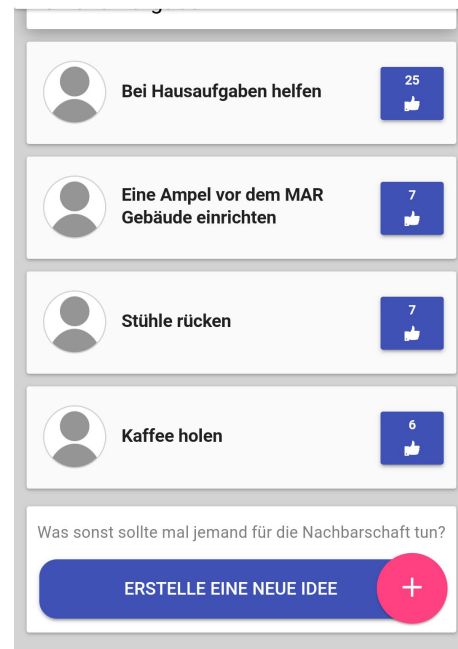 Bei Hausaufgaben helfen
25
Eine Ampel vor dem MAR
Gebäude einrichten
7
Stühle rücken
7
Kaffee holen
6
Was sonst sollte mal jemand für die Nachbarschaft tun?
ERSTELLE EINE NEUE IDEE
+